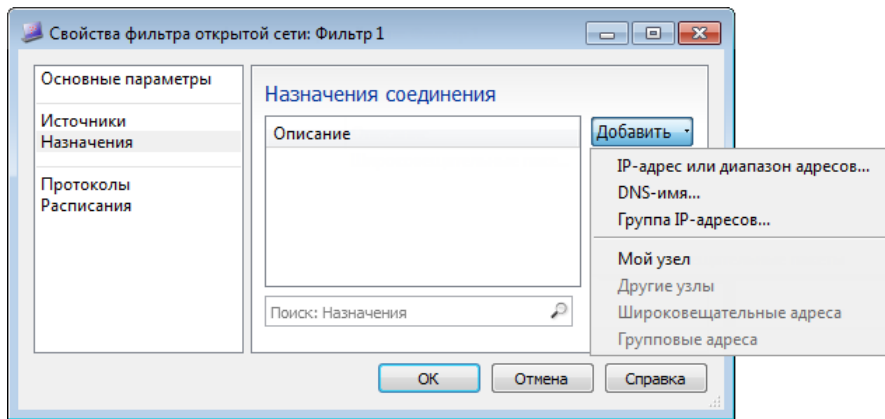 Свойства фильтра открытой сети: Фильтр 1
Основные параметры
Источники
Назначения
Протоколы
Расписания
Назначения соединения
Описание
Поиск: Назначения
Добавить
IP-адрес или диапазон адресов...
DNS-имя...
Группа IP-адресов...
Мой узел
Другие узлы
Широковещательные адреса
Групповые адреса
ОК
Отмена
Справка